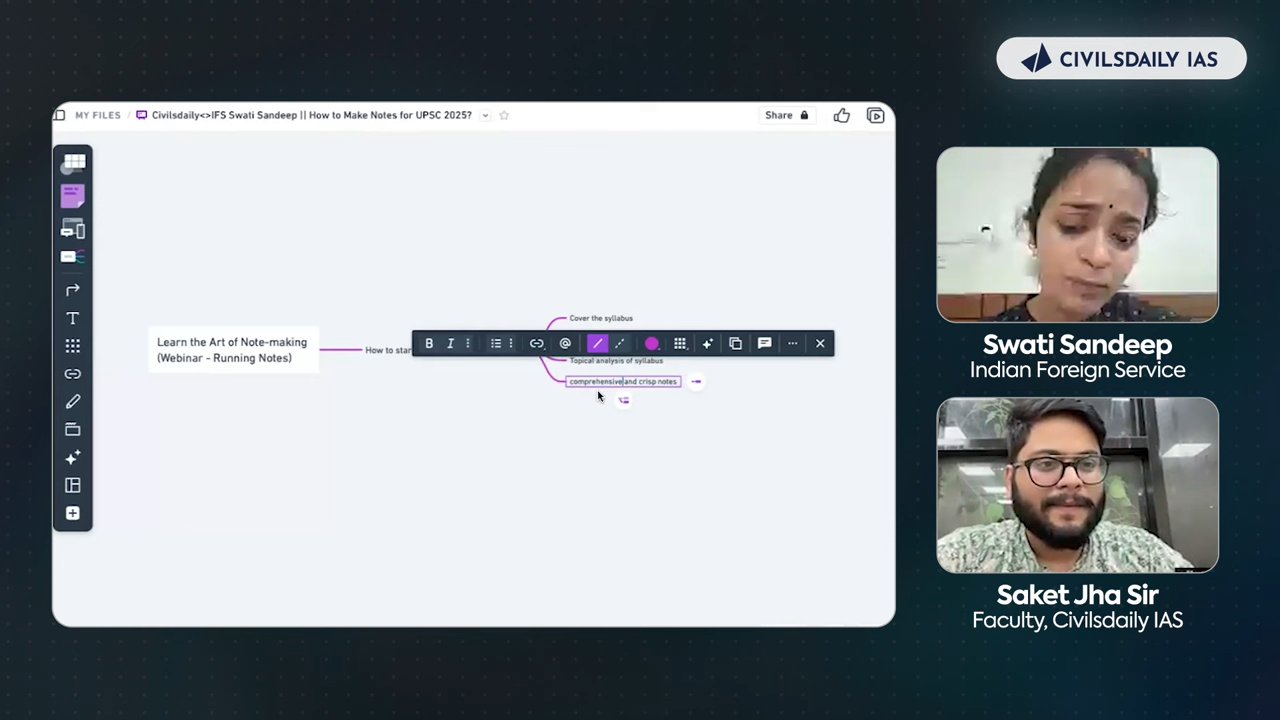 CIVILSDAILY IAS
MY FILES / Civilsdaily<>IFS Swati Sandeep || How to Make Notes for UPSC 2025?
Share
Learn the Art of Note-making
(Webinar - Running Notes)
How to star
Cover the syllabus
B I @
Topical analysis of syllabus
comprehensive and crisp notes
T
Swati Sandeep
Indian Foreign Service
Saket Jha Sir
Faculty, Civilsdaily IAS